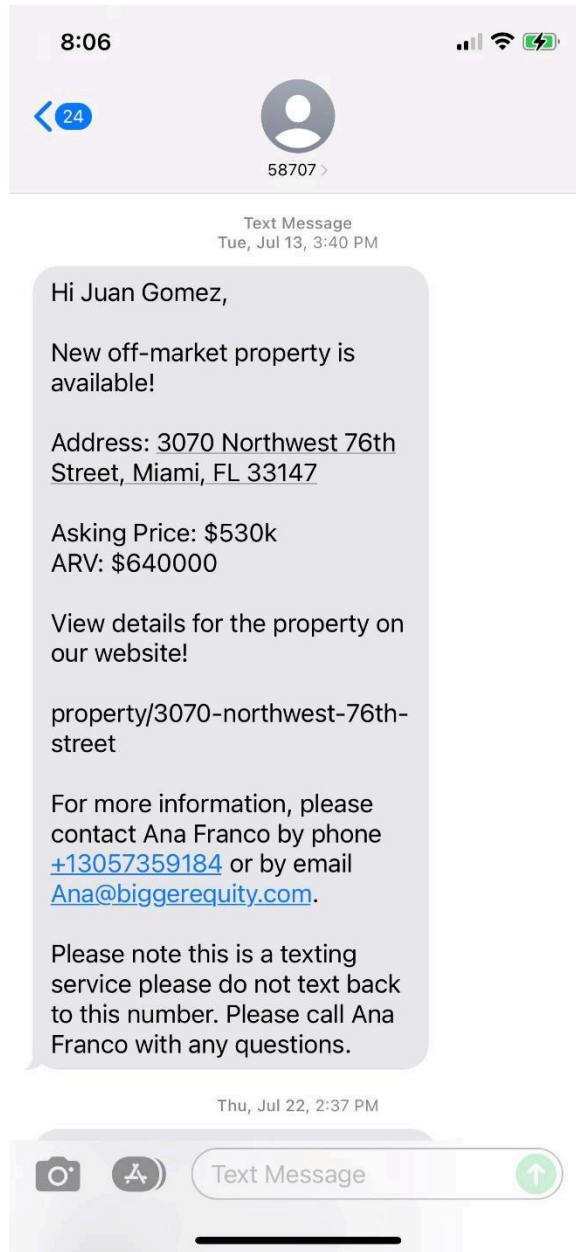 8:06
24
58707
Text Message
Tue, Jul 13, 3:40 PM
Hi Juan Gomez,
New off-market property is
available!
Address: 3070 Northwest 76th
Street, Miami, FL 33147
Asking Price: $530k
ARV: $640000
View details for the property on
our website!
property/3070-northwest-76th-
street
For more information, please
contact Ana Franco by phone
+13057359184 or by email
Ana@biggerequity.com.
Please note this is a texting
service please do not text back
to this number. Please call Ana
Franco with any questions.
Thu, Jul 22, 2:37 PM
Text Message